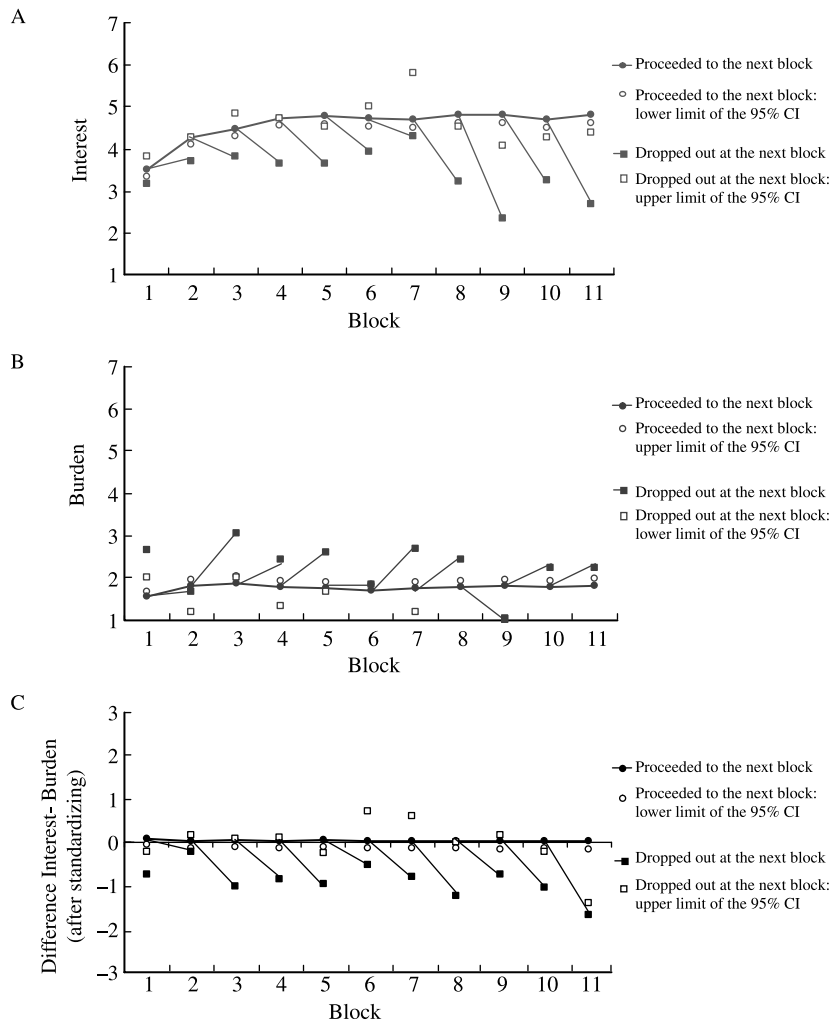 A
7
6
5
4
3
2
1
Interest
1 2 3 4 5 6 7 8 9 10 11
Block
Proceeded to the next block
Proceeded to the next block:
lower limit of the 95% CI
Dropped out at the next block
Dropped out at the next block:
upper limit of the 95% CI
B
7
6
5
4
3
2
1
Burden
1 2 3 4 5 6 7 8 9 10 11
Block
Proceeded to the next block
Proceeded to the next block:
upper limit of the 95% CI
Dropped out at the next block
Dropped out at the next block:
lower limit of the 95% CI
C
3
2
1
0
−1
−2
−3
Difference Interest- Burden
(after standardizing)
1 2 3 4 5 6 7 8 9 10 11
Block
Proceeded to the next block
Proceeded to the next block:
lower limit of the 95% CI
Dropped out at the next block
Dropped out at the next block:
upper limit of the 95% CI